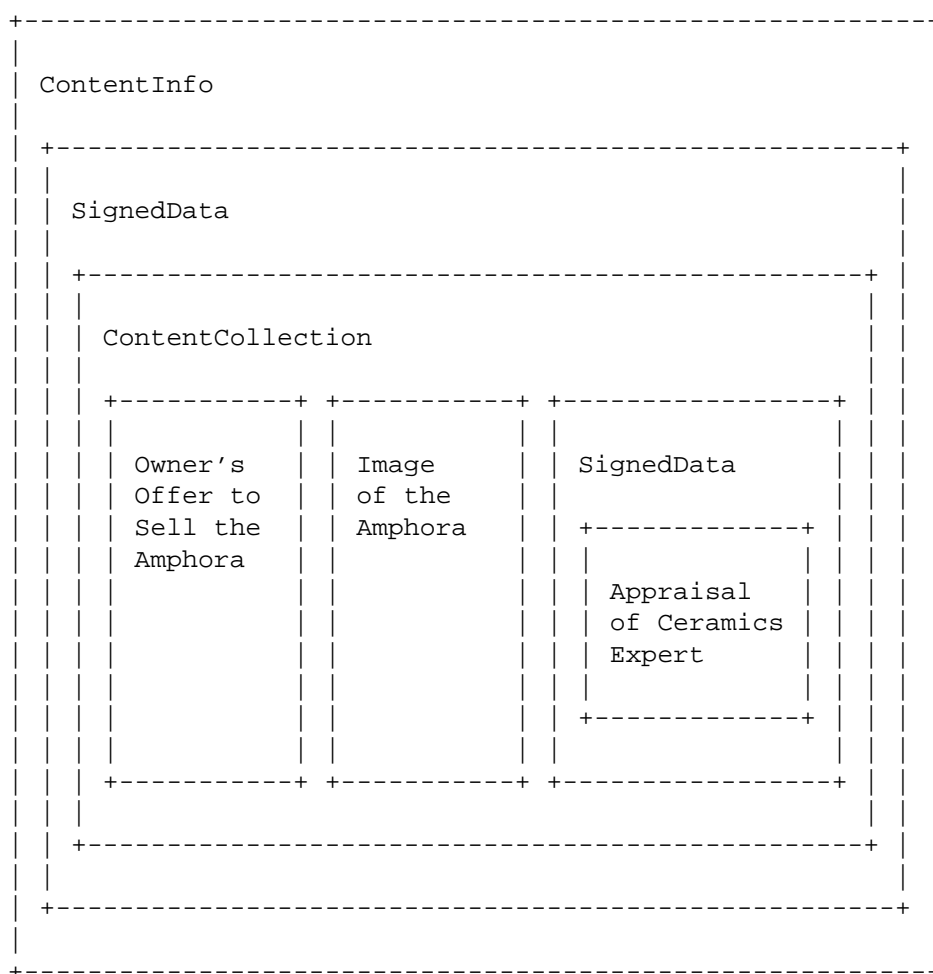 ContentInfo
SignedData
ContentCollection
Owner’s
Offer to
Sell the
Amphora
Image
of the
Amphora
SignedData
Appraisal
of Ceramics
Expert